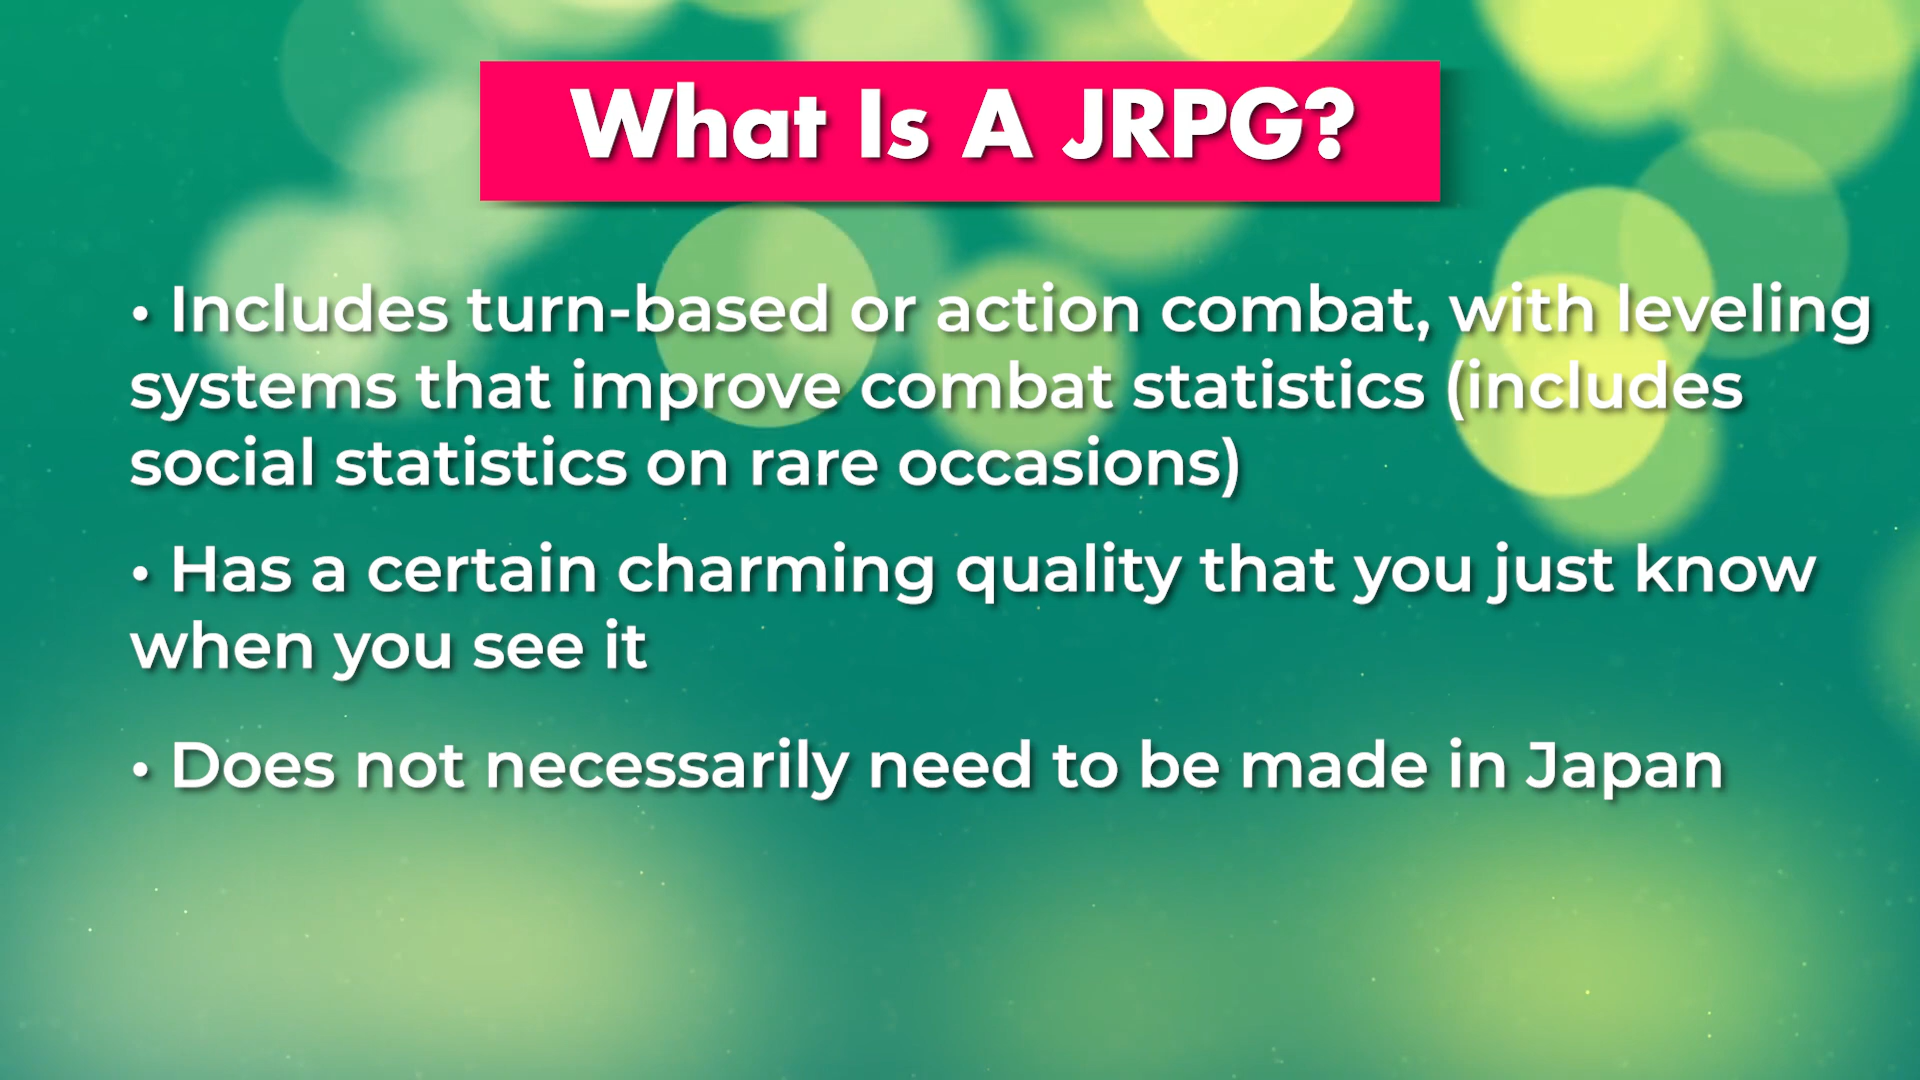 What Is A JRPG?
• Includes turn-based or action combat, with leveling
systems that improve combat statistics (includes
social statistics on rare occasions)
• Has a certain charming quality that you just know
when you see it
• Does not necessarily need to be made in Japan